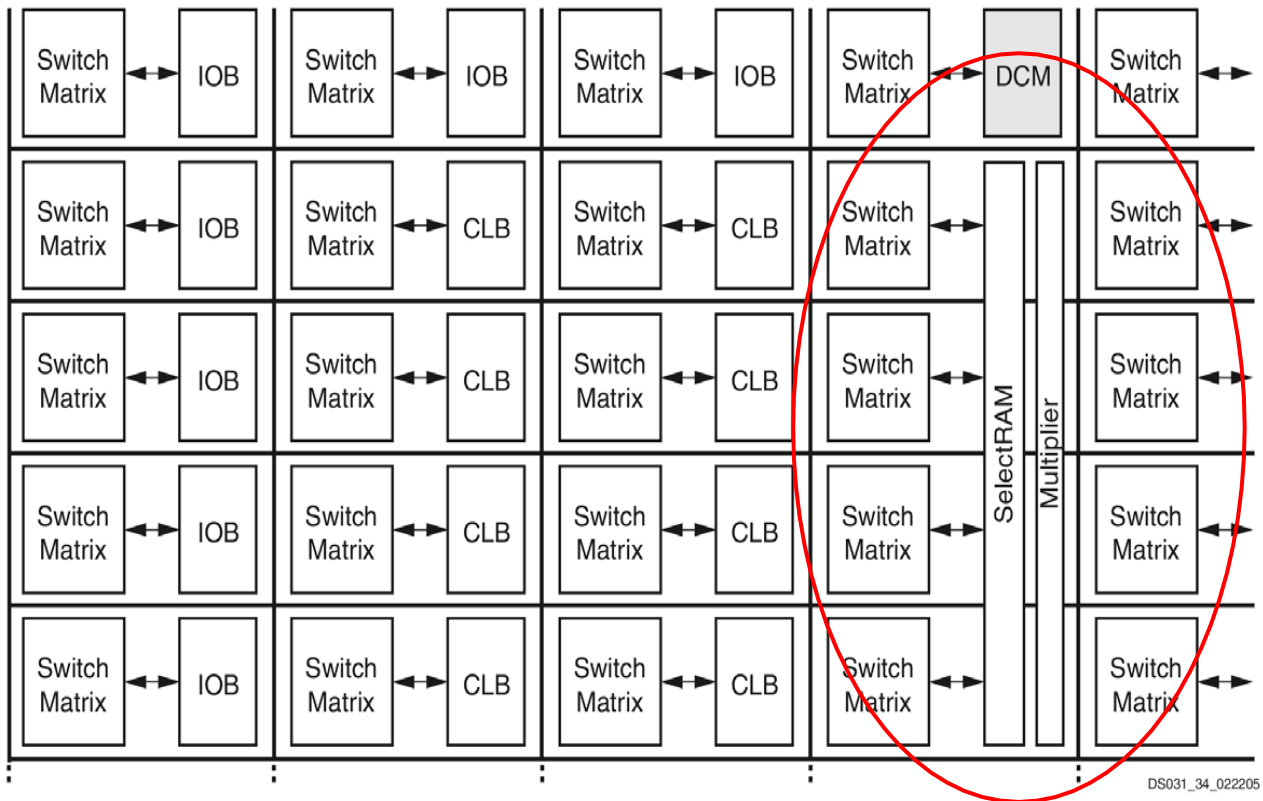 Switch
Matrix
IOB
Switch
Matrix
IOB
Switch
Matrix
IOB
Switch
Matrix
DCM
Switch
Matrix
Switch
Matrix
IOB
Switch
Matrix
CLB
Switch
Matrix
CLB
Switch
Matrix
Switch
Matrix
Switch
Matrix
IOB
Switch
Matrix
CLB
Switch
Matrix
CLB
Switch
Matrix
SelectRAM
Multiplier
Switch
Matrix
Switch
Matrix
IOB
Switch
Matrix
CLB
Switch
Matrix
CLB
Switch
Matrix
Switch
Matrix
Switch
Matrix
IOB
Switch
Matrix
CLB
Switch
Matrix
CLB
Switch
Matrix
Switch
Matrix
DS031_34_022205